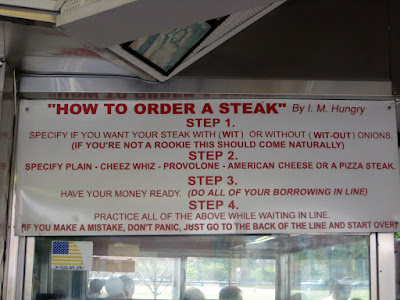 "HOW TO ORDER A STEAK" By I. M. Hungry
STEP 1.
SPECIFY IF YOU WANT YOUR STEAK WITH (WIT) OR WITHOUT (WIT-OUT) ONIONS.
(IF YOU'RE NOT A ROOKIE THIS SHOULD COME NATURALLY)
STEP 2.
SPECIFY PLAIN - CHEEZ WHIZ - PROVOLONE - AMERICAN CHEESE OR A PIZZA STEAK.
STEP 3.
HAVE YOUR MONEY READY. (DO ALL OF YOUR BORROWING IN LINE)
STEP 4.
PRACTICE ALL OF THE ABOVE WHILE WAITING IN LINE.
"IF YOU MAKE A MISTAKE, DON'T PANIC, JUST GO TO THE BACK OF THE LINE AND START OVER"